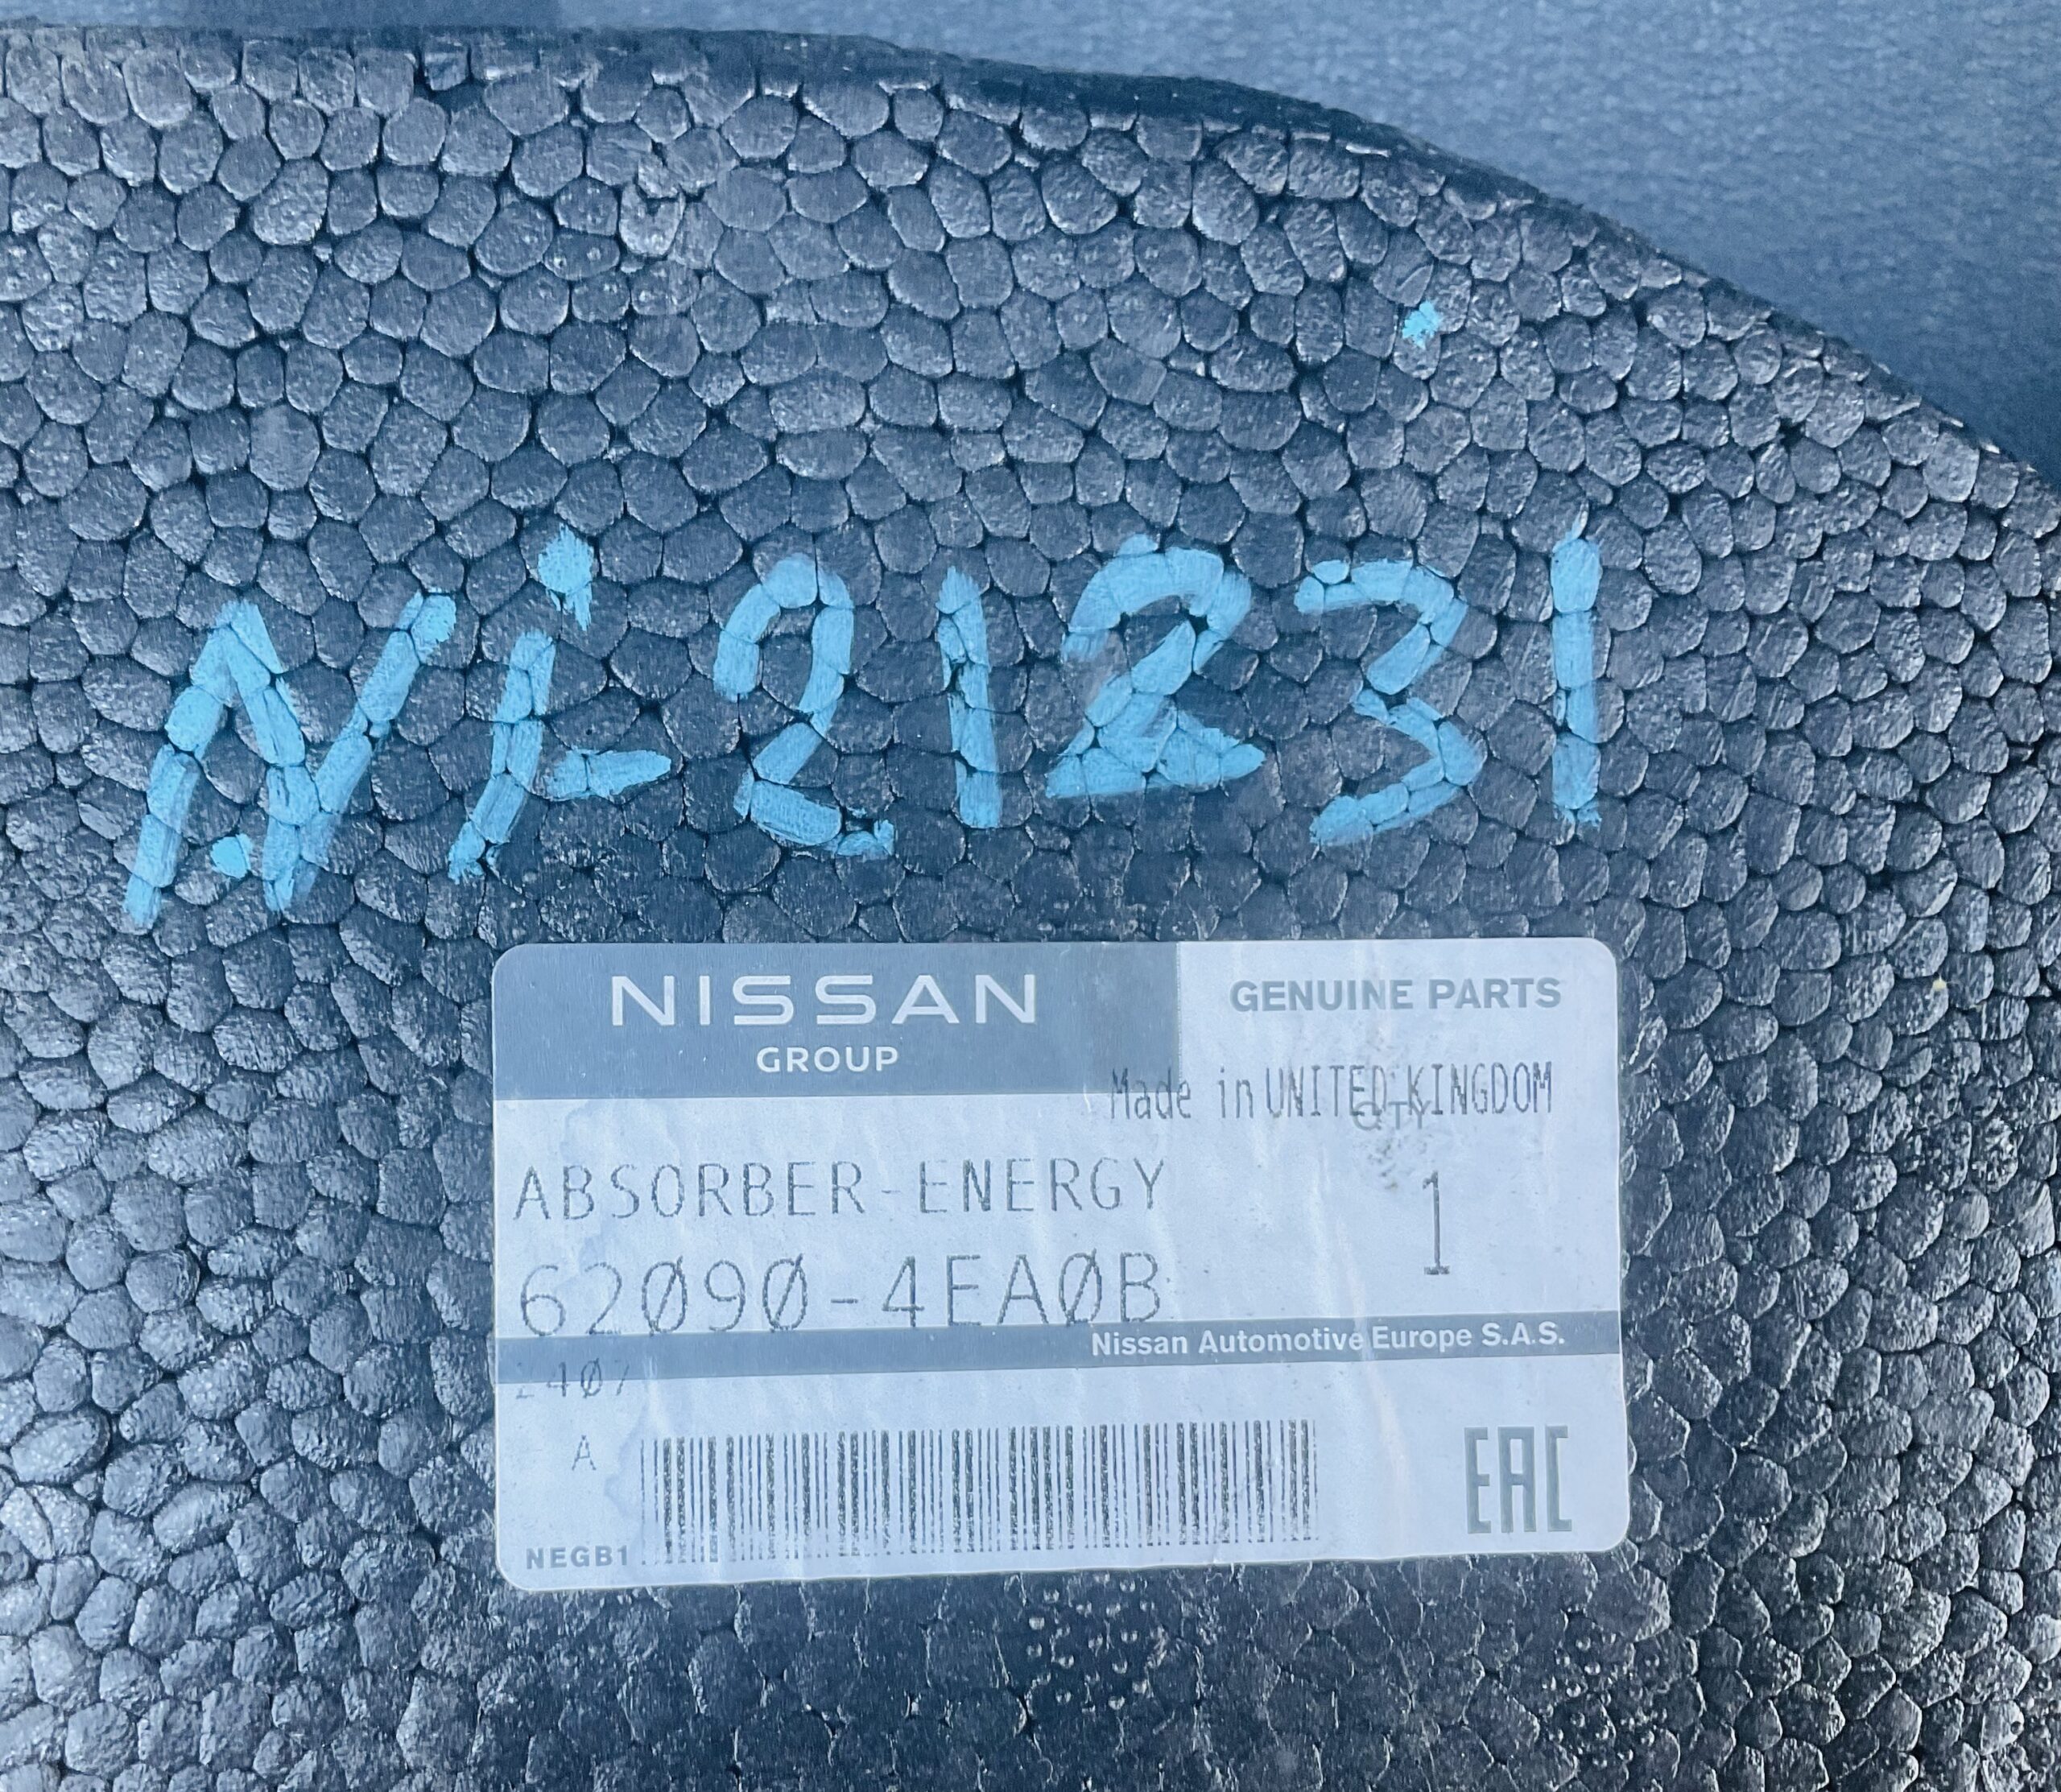 Ni-21231
NISSAN
GROUP
GENUINE PARTS
Made in UNITED KINGDOM
QTY
ABSORBER-ENERGY
1
62090-4EA0B
Nissan Automotive Europe S.A.S.
2407
A
EAC
NEGB1